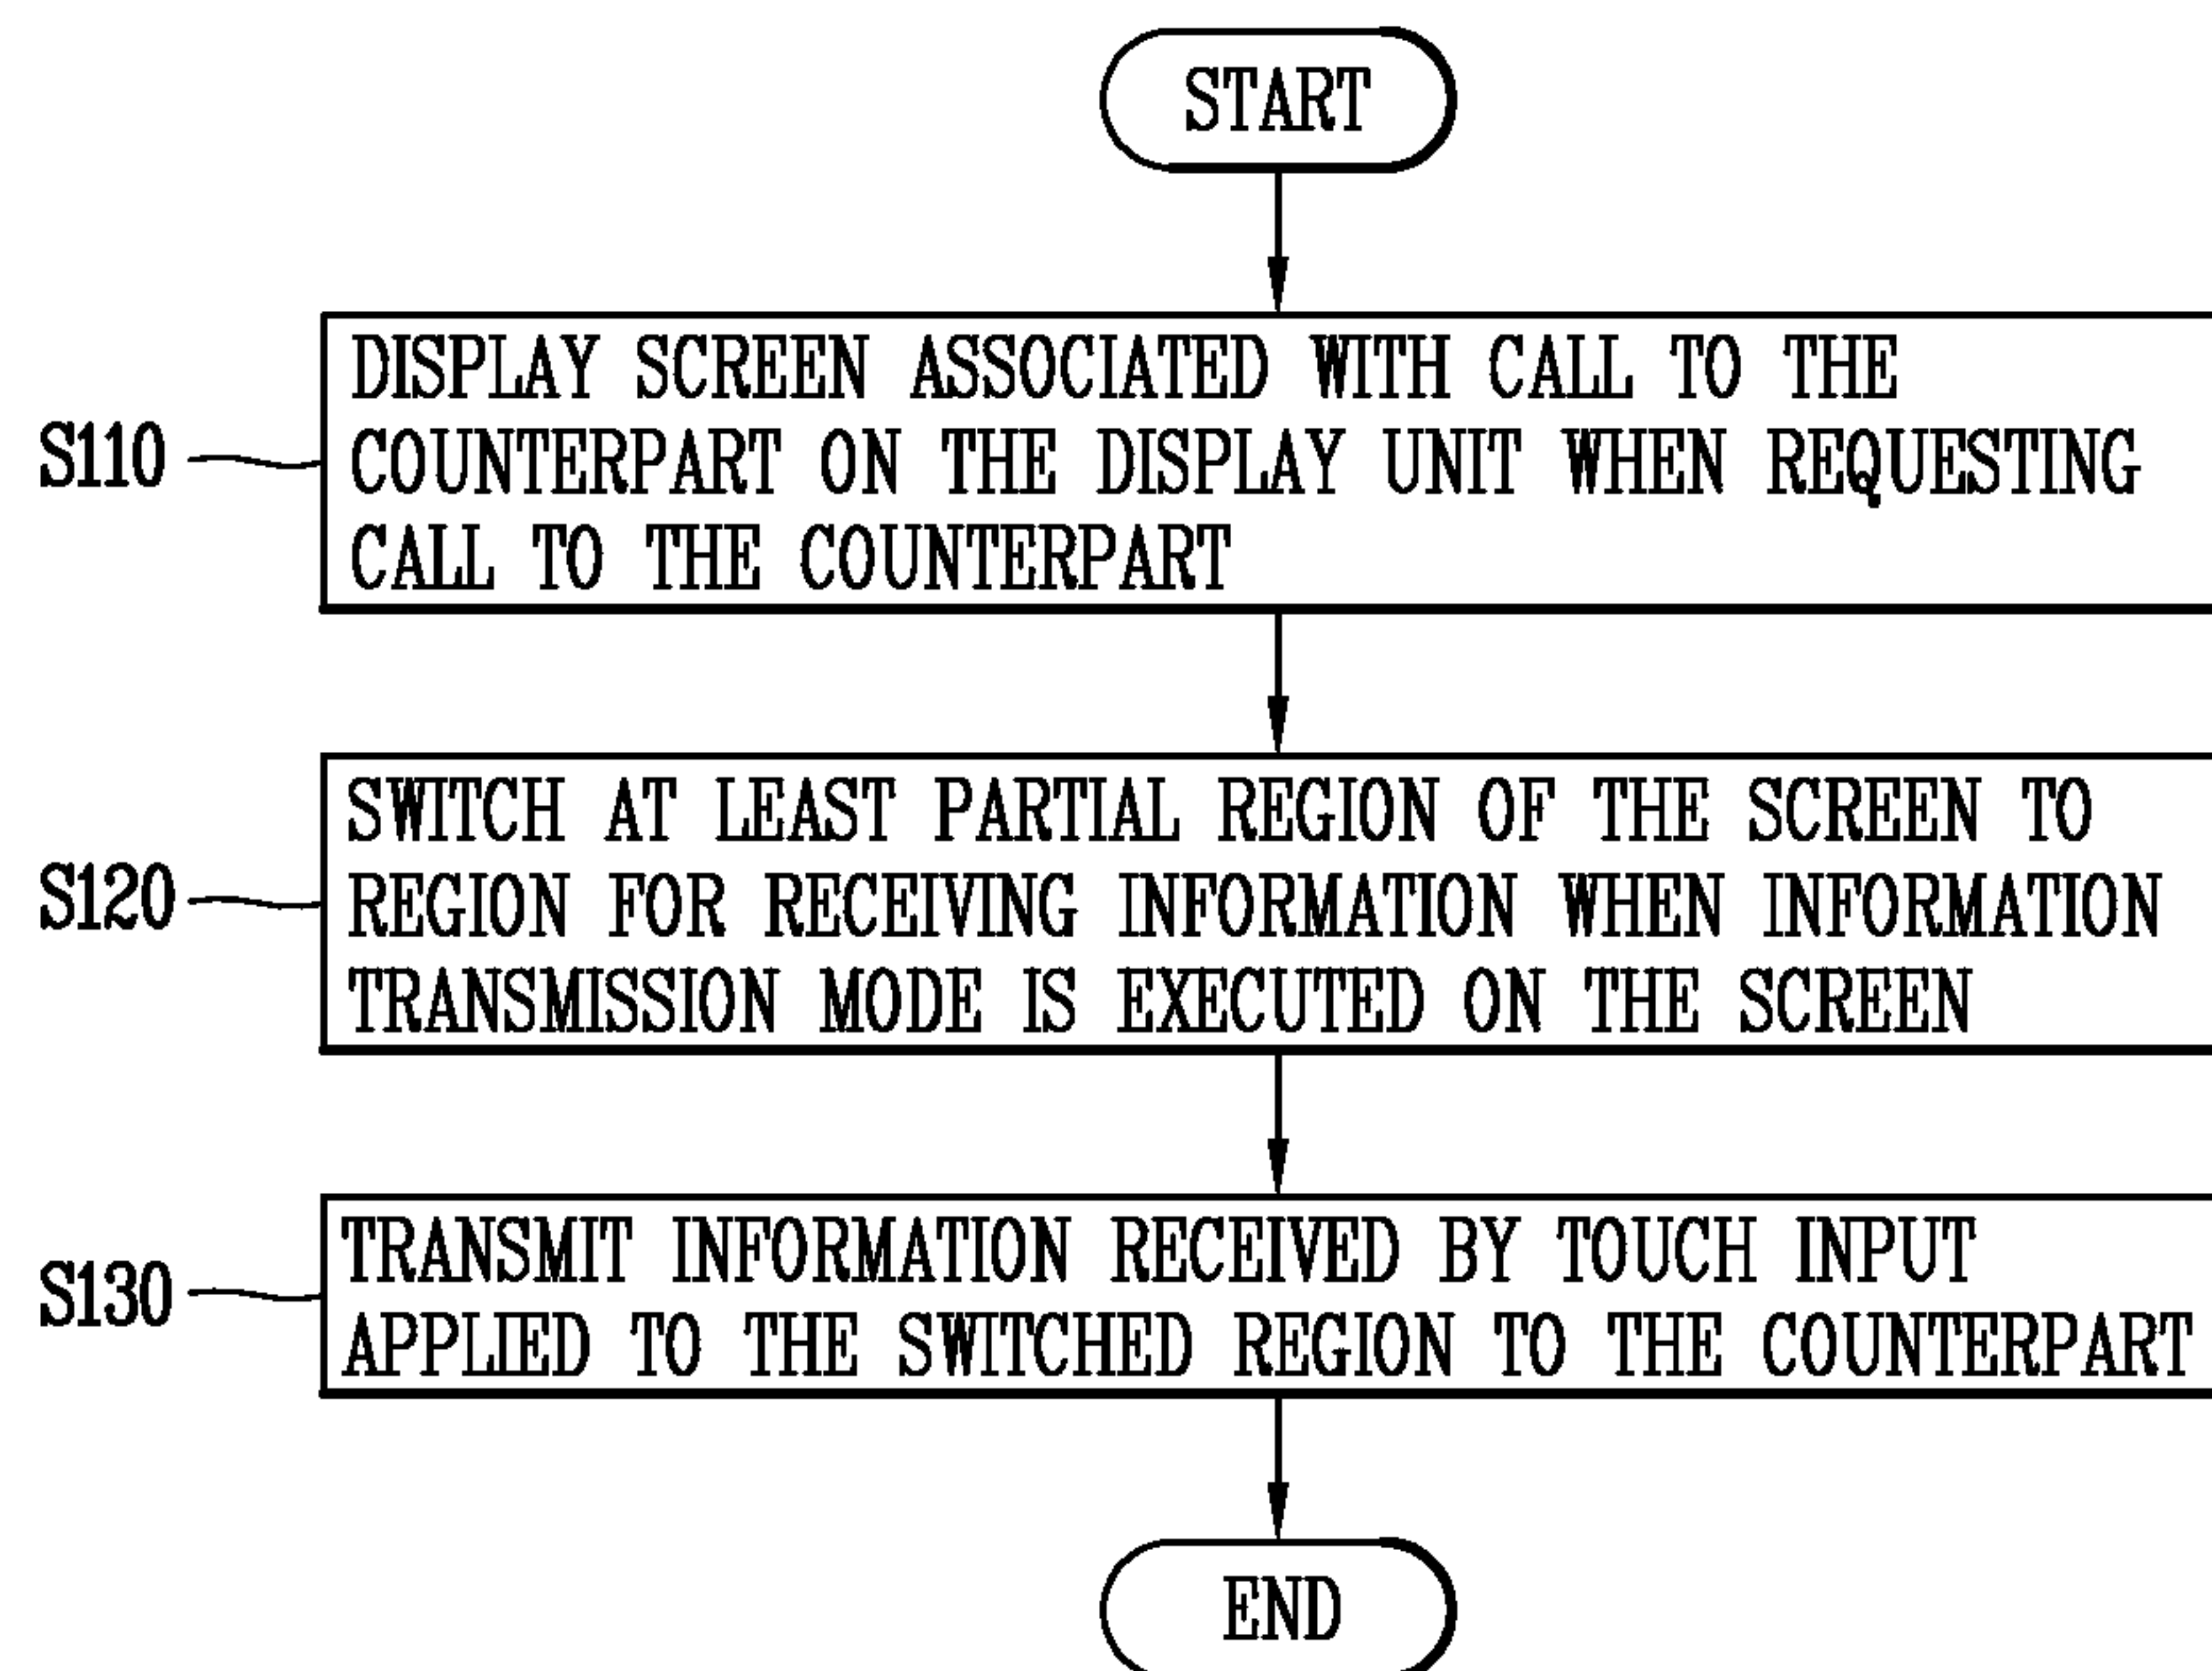 START
DISPLAY SCREEN ASSOCIATED WITH CALL TO THE
S110
COUNTERPART ON THE DISPLAY UNIT WHEN REQUESTING
CALL TO THE COUNTERPART
SWITCH AT LEAST PARTIAL REGION OF THE SCREEN TO
S120
REGION FOR RECEIVING INFORMATION WHEN INFORMATION
TRANSMISSION MODE IS EXECUTED ON THE SCREEN
S130
TRANSMIT INFORMATION RECEIVED BY TOUCH INPUT
APPLIED TO THE SWITCHED REGION TO THE COUNTERPART
END